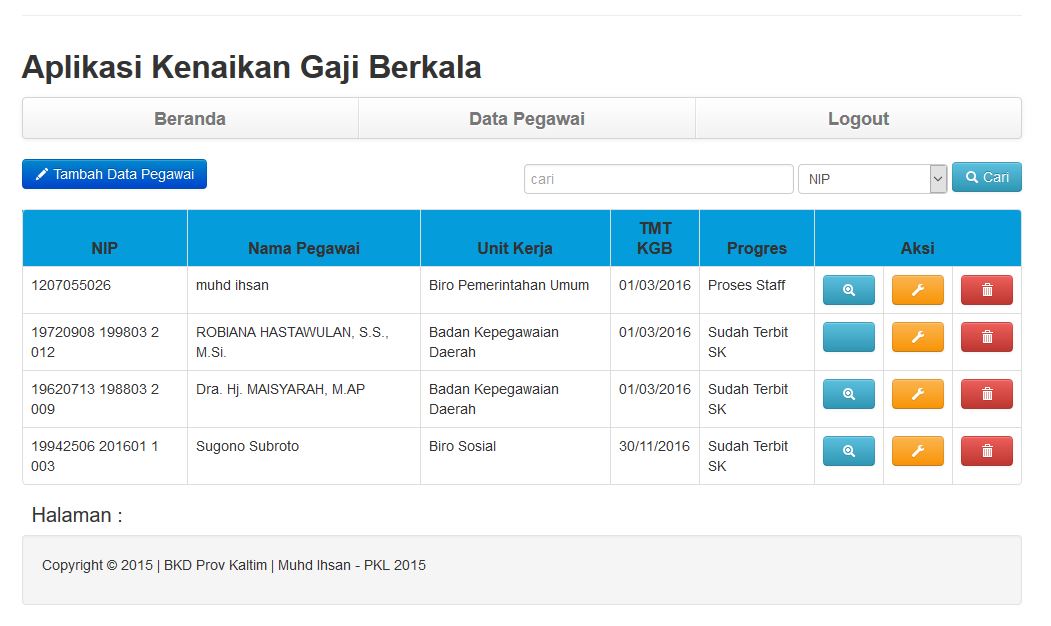 Aplikasi Kenaikan Gaji Berkala
Beranda Data Pegawai Logout
Tambah Data Pegawai cari NIP Cari
TMT
NIP Nama Pegawai Unit Kerja KGB Progres Aksi
1207055026 muhd ihsan Biro Pemerintahan Umum 01/03/2016 Proses Staff
19720908 199803 2 ROBIANA HASTAWULAN, S.S., Badan Kepegawaian 01/03/2016 Sudah Terbit
012 M.Si. Daerah SK
19620713 198803 2 Dra. Hj. MAISYARAH, M.AP Badan Kepegawaian 01/03/2016 Sudah Terbit
009 Daerah SK
19942506 201601 1 Sugono Subroto Biro Sosial 30/11/2016 Sudah Terbit
003 SK
Halaman :
Copyright © 2015 | BKD Prov Kaltim | Muhd Ihsan - PKL 2015